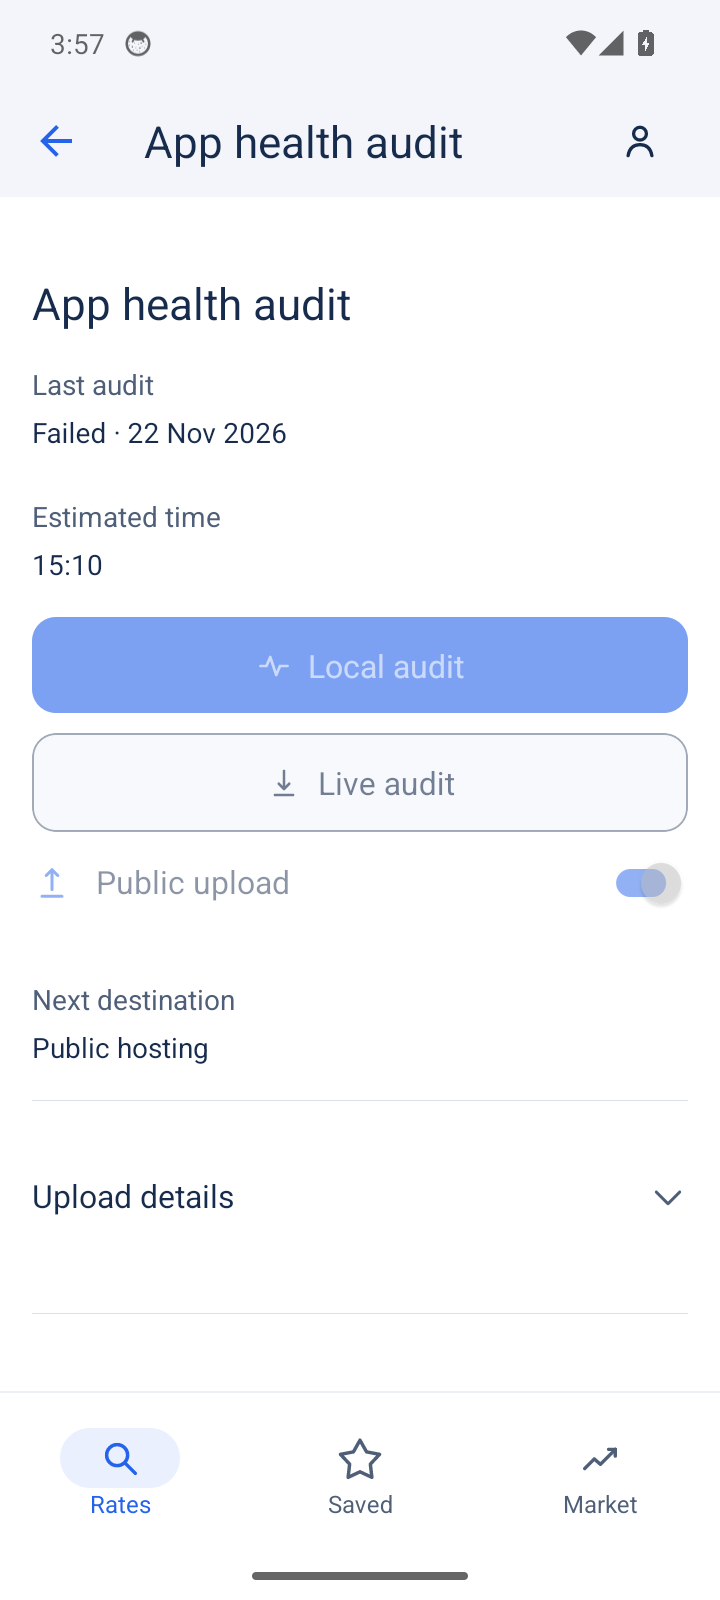 3:57
App health audit
App health audit
Last audit
Failed · 22 Nov 2026
Estimated time
15:10
Local audit
Live audit
Public upload
Next destination
Public hosting
Upload details
Rates
Saved
Market